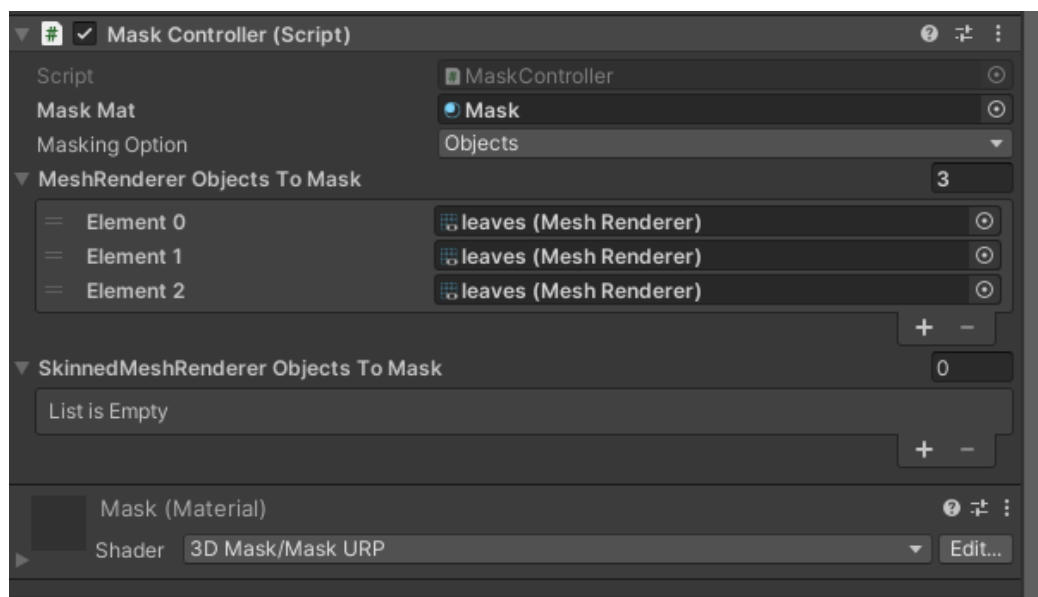 Mask Controller (Script)
Script MaskController
Mask Mat Mask
Masking Option Objects
MeshRenderer Objects To Mask 3
Element 0 leaves (Mesh Renderer)
Element 1 leaves (Mesh Renderer)
Element 2 leaves (Mesh Renderer)
SkinnedMeshRenderer Objects To Mask 0
List is Empty
Mask (Material)
Shader 3D Mask/Mask URP Edit...